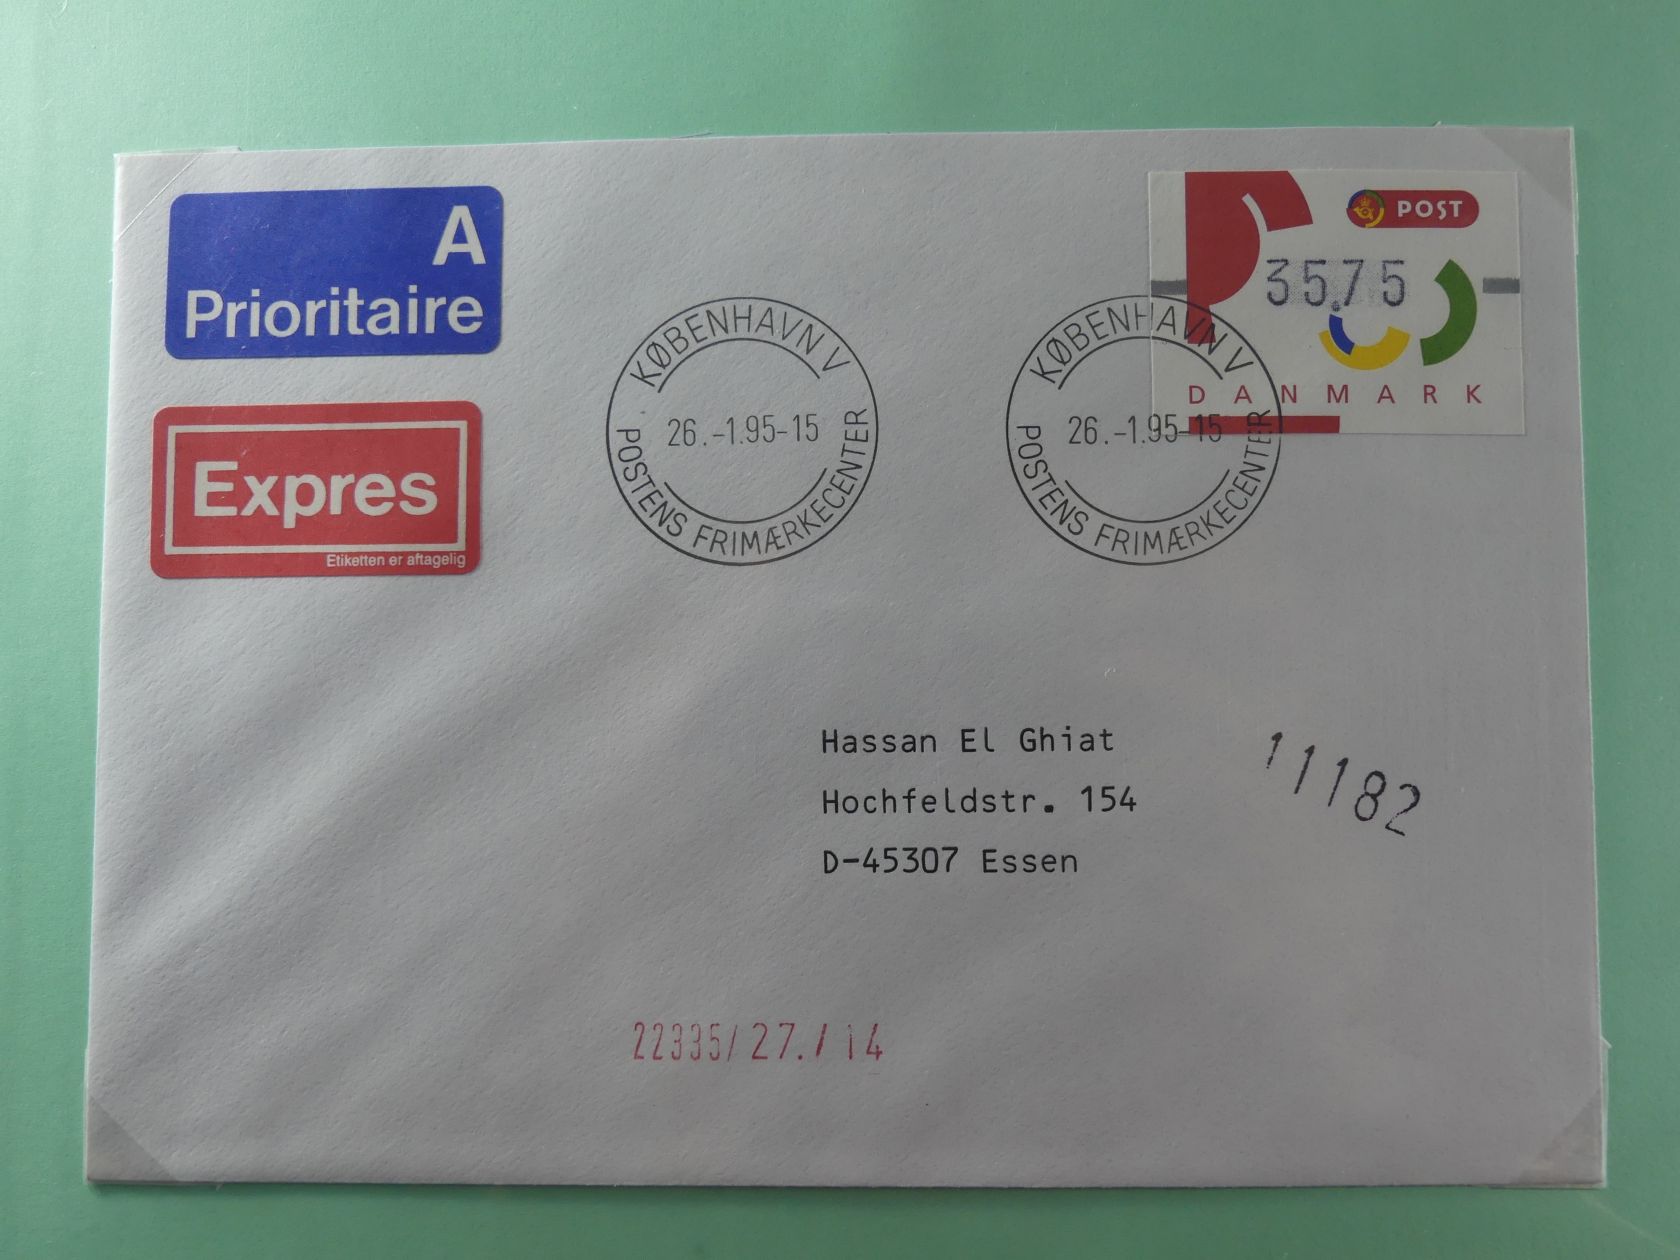 A
Prioritaire
Expres
Etiketten er aftagelig
KØBENHAVN V
26.-1.95-15
POSTENS FRIMÆRKECENTER
KØBENHAVN V
26.-1.95-15
POSTENS FRIMÆRKECENTER
POST
35.75
DANMARK
Hassan El Ghiat
Hochfeldstr. 154
D-45307 Essen
11182
22335/27./14